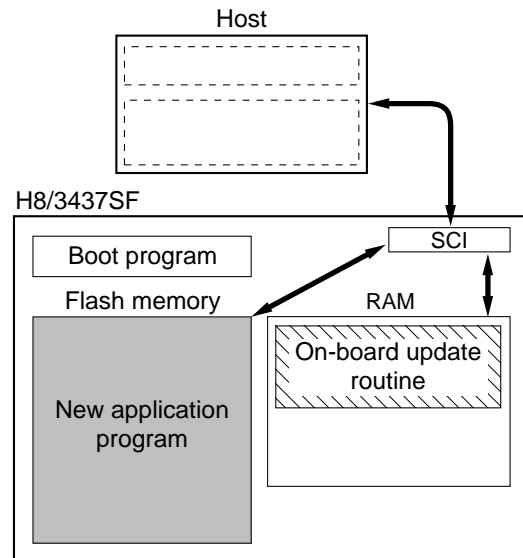 Host
H8/3437SF
SCI
Boot program
Flash memory
RAM
On-board update
routine
New application
program